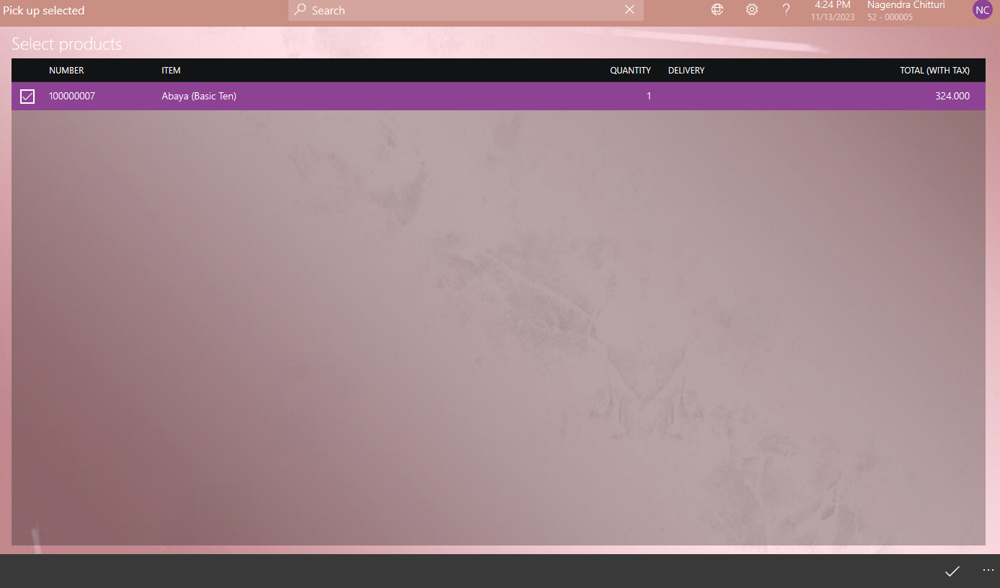 Pick up selected
Search
4:24 PM
11/13/2023
Nagendra Chitturi
52 - 000005
NC
Select products
NUMBER ITEM QUANTITY DELIVERY TOTAL (WITH TAX)
100000007 Abaya (Basic Ten) 1 324.000